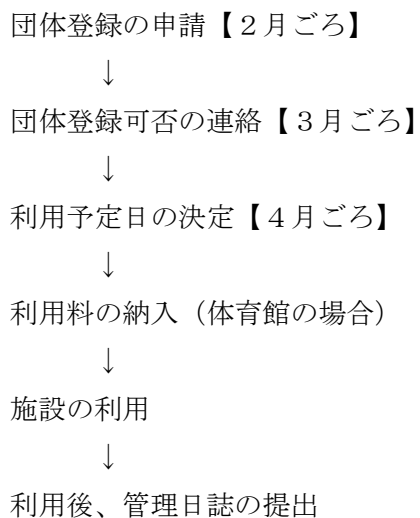 団体登録の申請【２月ごろ】
↓
団体登録可否の連絡【３月ごろ】
↓
利用予定日の決定【４月ごろ】
↓
利用料の納入（体育館の場合）
↓
施設の利用
↓
利用後、管理日誌の提出